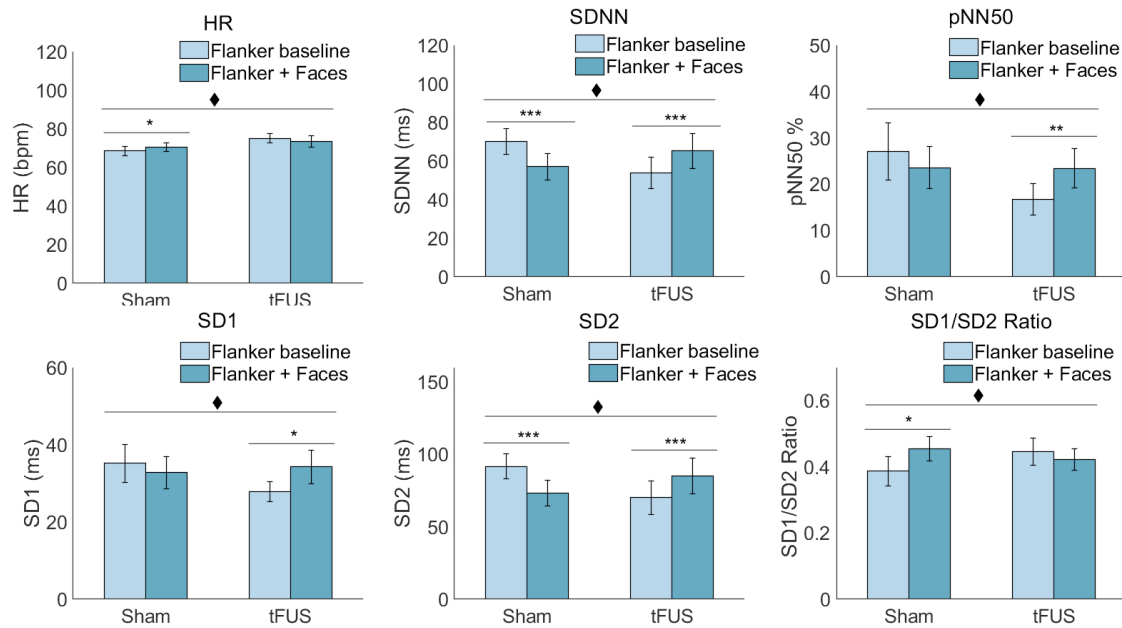 HR
Flanker baseline
Flanker + Faces
120
100
80
60
40
20
0
HR (bpm)
*
Sham
tFUS
SDNN
Flanker baseline
Flanker + Faces
120
100
80
60
40
20
0
SDNN (ms)
***
***
Sham
tFUS
pNN50
Flanker baseline
Flanker + Faces
50
40
30
20
10
0
pNN50 %
**
Sham
tFUS
SD1
Flanker baseline
Flanker + Faces
60
40
20
0
SD1 (ms)
*
Sham
tFUS
SD2
Flanker baseline
Flanker + Faces
150
100
50
0
SD2 (ms)
***
***
Sham
tFUS
SD1/SD2 Ratio
Flanker baseline
Flanker + Faces
0.6
0.4
0.2
0
SD1/SD2 Ratio
*
Sham
tFUS